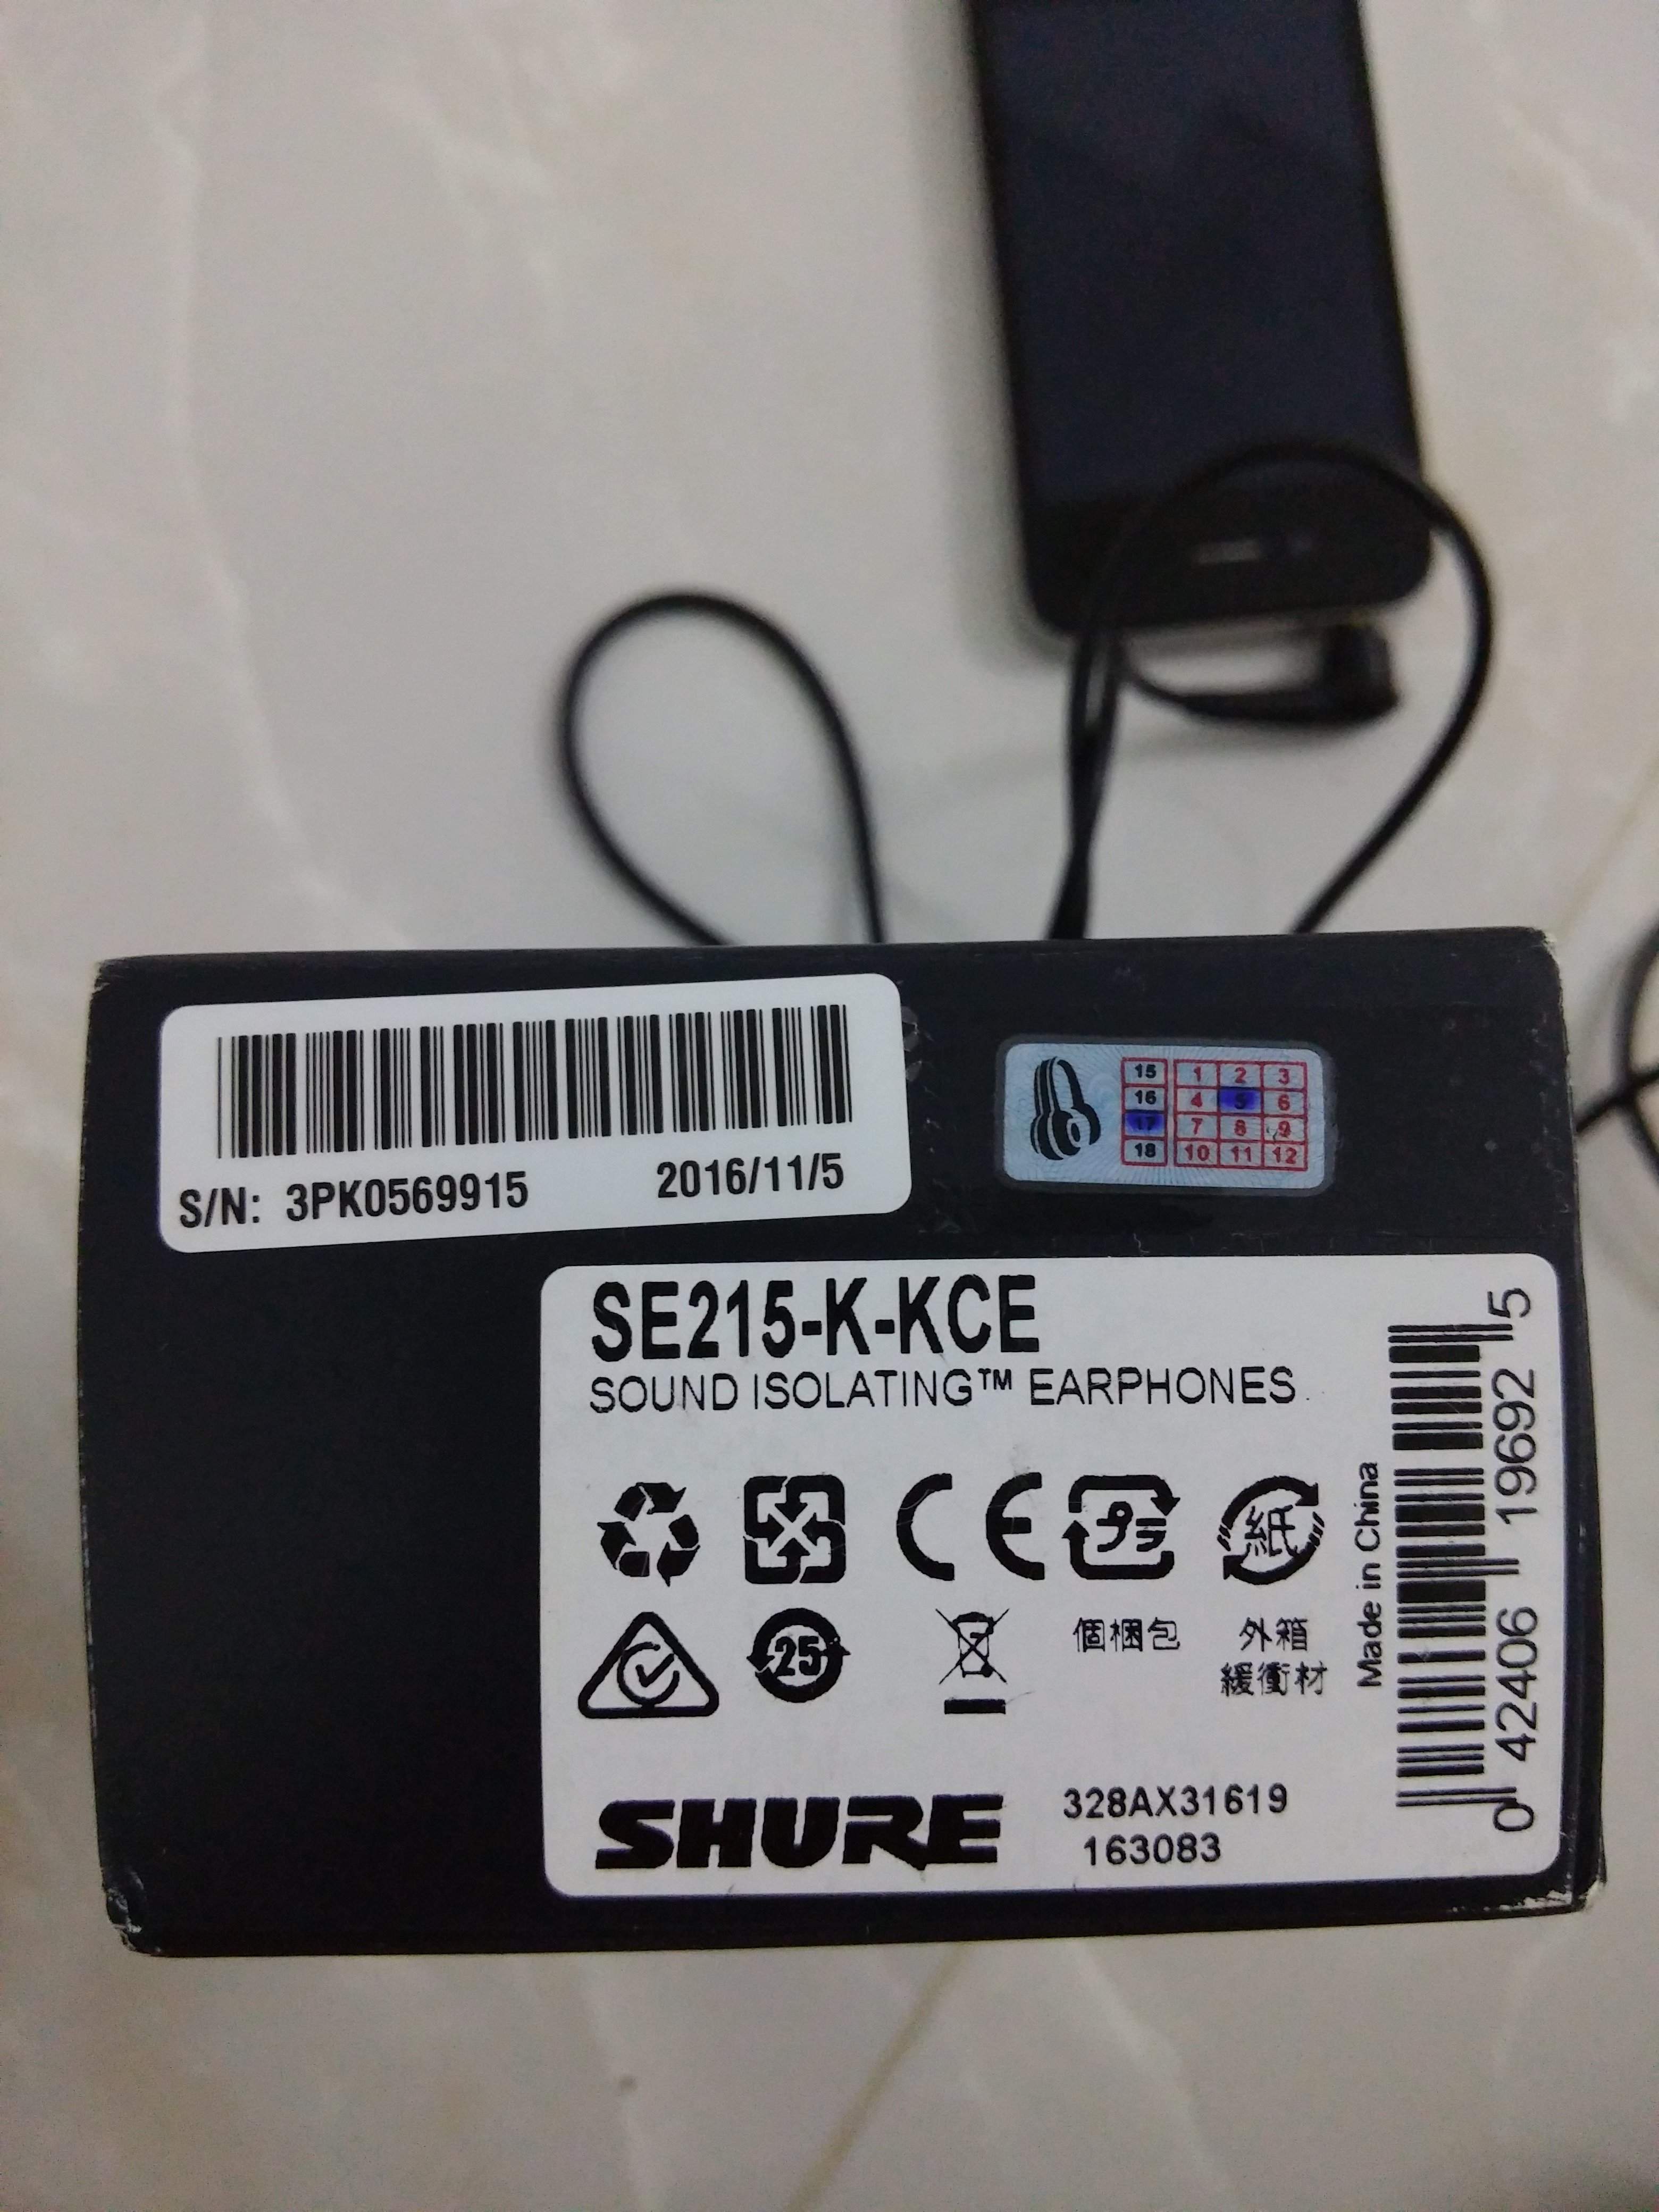 S/N: 3PK0569915 2016/11/5
15 1 2 3
16 4 5 6
17 7 8 9
18 10 11 12
SE215-K-KCE
SOUND ISOLATING™ EARPHONES
CE プラ 紙
25 個梱包 外箱
緩衝材
SHURE 328AX31619
163083
Made in China
0 42406 19692 5